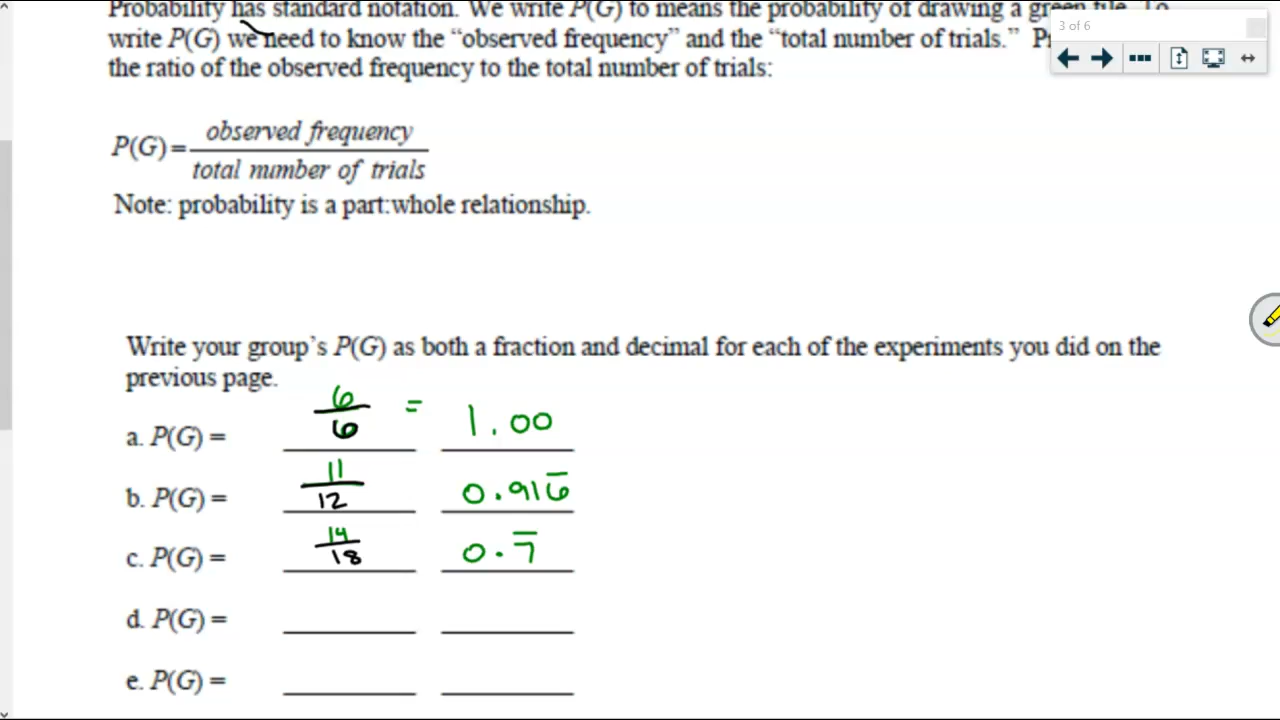 Probability has standard notation. We write P(G) to means the probability of drawing a green tile. To
3 of 6
write P(G) we need to know the “observed frequency” and the “total number of trials.”
the ratio of the observed frequency to the total number of trials:
P(G) = observed frequency
total number of trials
Note: probability is a part:whole relationship.
Write your group’s P(G) as both a fraction and decimal for each of the experiments you did on the
previous page.
a. P(G) = 6/6 = 1.00
b. P(G) = 11/12 0.916̅
c. P(G) = 14/18 0.7̅
d. P(G) =
e. P(G) =